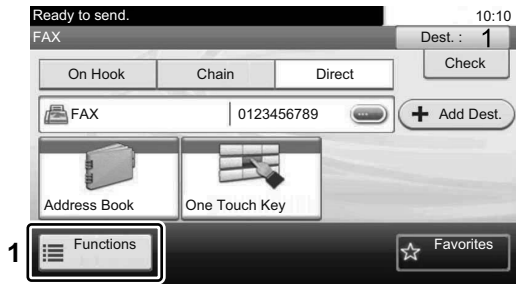 Ready to send.
10:10
FAX
Dest. : 1
Check
On Hook
Chain
Direct
FAX
0123456789
...
+ Add Dest.
Address Book
One Touch Key
1
Functions
Favorites